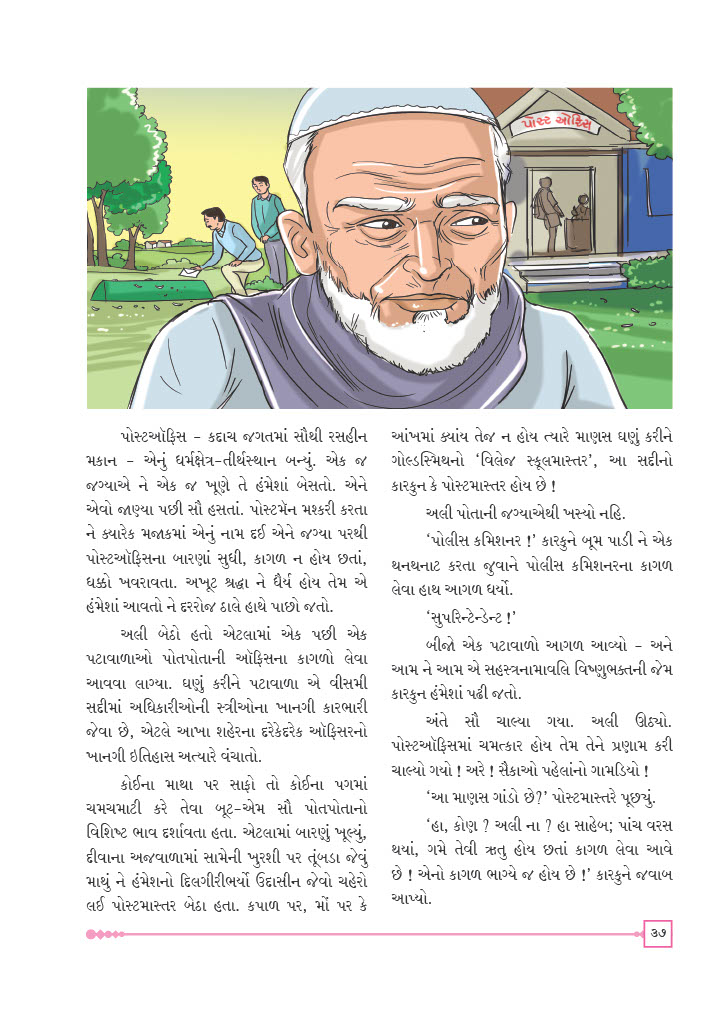 પોસ્ટ ઑફિસ
પોસ્ટઑફિસ – કદાચ જગતમાં સૌથી રસહીન
મકાન – એનું ધર્મક્ષેત્ર–તીર્થસ્થાન બન્યું. એક જ
જગ્યાએ ને એક જ ખૂણે તે હંમેશાં બેસતો. એને
એવો જાણ્યા પછી સૌ હસતાં. પોસ્ટમૅન મશ્કરી કરતા
ને ક્યારેક મજાકમાં એનું નામ દઈ એને જગ્યા પરથી
પોસ્ટઑફિસના બારણાં સુધી, કાગળ ન હોય છતાં,
ધક્કો ખવરાવતા. અખૂટ શ્રદ્ધા ને ધૈર્ય હોય તેમ એ
હંમેશાં આવતો ને દરરોજ ઠાલે હાથે પાછો જતો.
અલી બેઠો હતો એટલામાં એક પછી એક
પટાવાળાઓ પોતપોતાની ઑફિસના કાગળો લેવા
આવવા લાગ્યા. ઘણું કરીને પટાવાળા એ વીસમી
સદીમાં અધિકારીઓની સ્ત્રીઓના ખાનગી કારભારી
જેવા છે, એટલે આખા શહેરના દરેકેદરેક ઑફિસરનો
ખાનગી ઇતિહાસ અત્યારે વંચાતો.
કોઈના માથા પર સાફો તો કોઈના પગમાં
ચમચમાટી કરે તેવા બૂટ–એમ સૌ પોતપોતાનો
વિશિષ્ટ ભાવ દર્શાવતા હતા. એટલામાં બારણું ખૂલ્યું,
દીવાના અજવાળામાં સામેની ખુરશી પર તૂંબડા જેવું
માથું ને હંમેશનો દિલગીરીભર્યો ઉદાસીન જેવો ચહેરો
લઈ પોસ્ટમાસ્તર બેઠા હતા. કપાળ પર, મોં પર કે
આંખમાં ક્યાંય તેજ ન હોય ત્યારે માણસ ઘણું કરીને
ગોલ્ડસ્મિથનો ‘વિલેજ સ્કૂલમાસ્તર’, આ સદીનો
કારકુન કે પોસ્ટમાસ્તર હોય છે !
અલી પોતાની જગ્યાએથી ખસ્યો નહિ.
‘પોલીસ કમિશનર !’ કારકુને બૂમ પાડી ને એક
થનથનાટ કરતા જુવાને પોલીસ કમિશનરના કાગળ
લેવા હાથ આગળ ધર્યો.
‘સુપરિન્ટેન્ડેન્ટ !’
બીજો એક પટાવાળો આગળ આવ્યો – અને
આમ ને આમ એ સહસ્ત્રનામાવલિ વિષ્ણુભક્તની જેમ
કારકુન હંમેશાં પઢી જતો.
અંતે સૌ ચાલ્યા ગયા. અલી ઊઠ્યો.
પોસ્ટઑફિસમાં ચમત્કાર હોય તેમ તેને પ્રણામ કરી
ચાલ્યો ગયો ! અરે ! સૈકાઓ પહેલાંનો ગામડિયો !
‘આ માણસ ગાંડો છે?’ પોસ્ટમાસ્તરે પૂછ્યું.
‘હા, કોણ ? અલી ના ? હા સાહેબ; પાંચ વરસ
થયાં, ગમે તેવી ઋતુ હોય છતાં કાગળ લેવા આવે
છે ! એનો કાગળ ભાગ્યે જ હોય છે !’ કારકુને જવાબ
આપ્યો.
૩૭